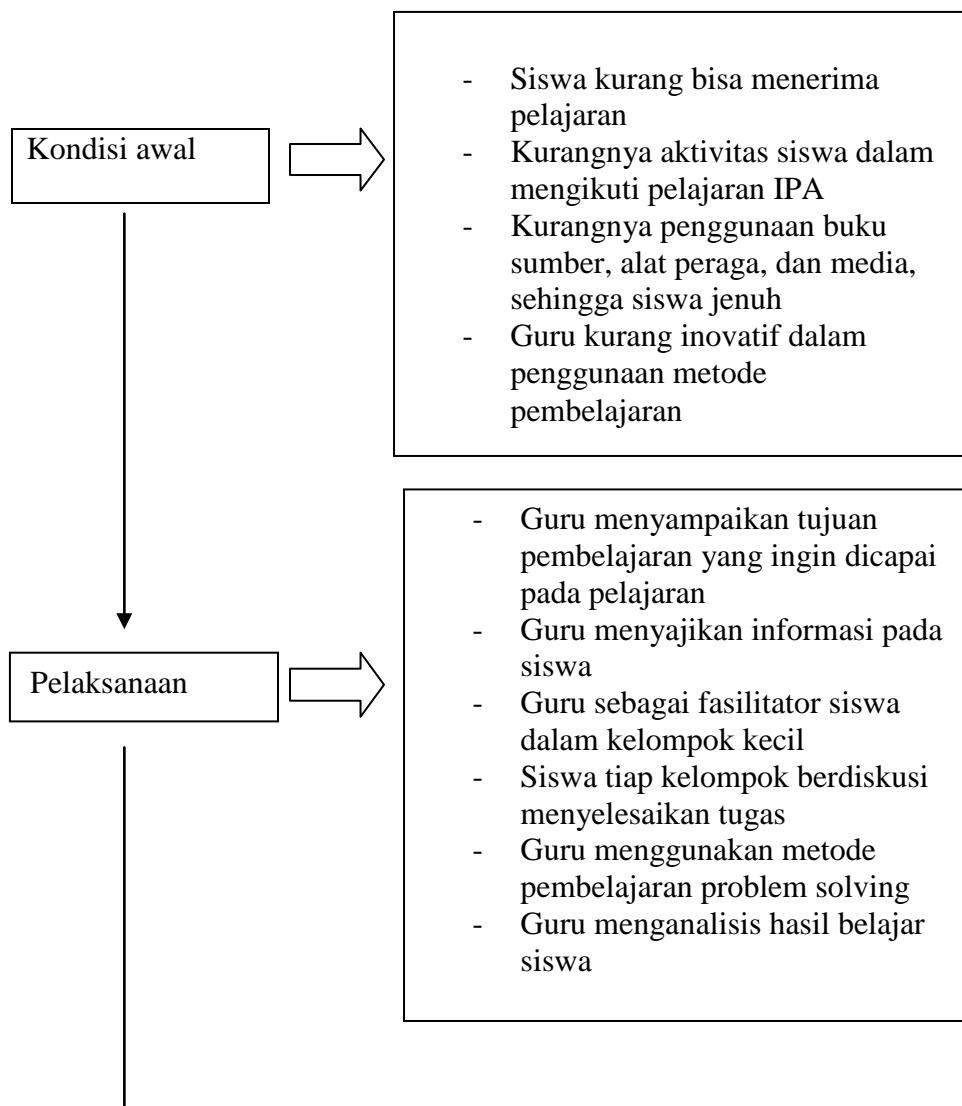 Kondisi awal
- Siswa kurang bisa menerima
pelajaran
- Kurangnya aktivitas siswa dalam
mengikuti pelajaran IPA
- Kurangnya penggunaan buku
sumber, alat peraga, dan media,
sehingga siswa jenuh
- Guru kurang inovatif dalam
penggunaan metode
pembelajaran
Pelaksanaan
- Guru menyampaikan tujuan
pembelajaran yang ingin dicapai
pada pelajaran
- Guru menyajikan informasi pada
siswa
- Guru sebagai fasilitator siswa
dalam kelompok kecil
- Siswa tiap kelompok berdiskusi
menyelesaikan tugas
- Guru menggunakan metode
pembelajaran problem solving
- Guru menganalisis hasil belajar
siswa